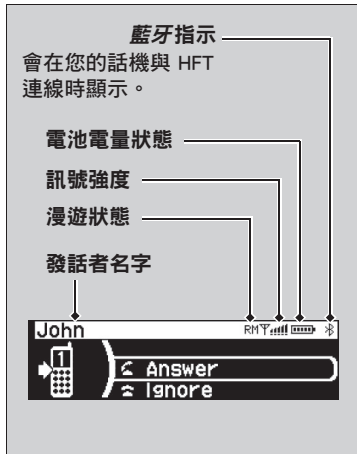 藍牙指示
會在您的話機與 HFT
連線時顯示。
電池電量狀態
訊號強度
漫遊狀態
發話者名字
John RM
1
Answer
Ignore